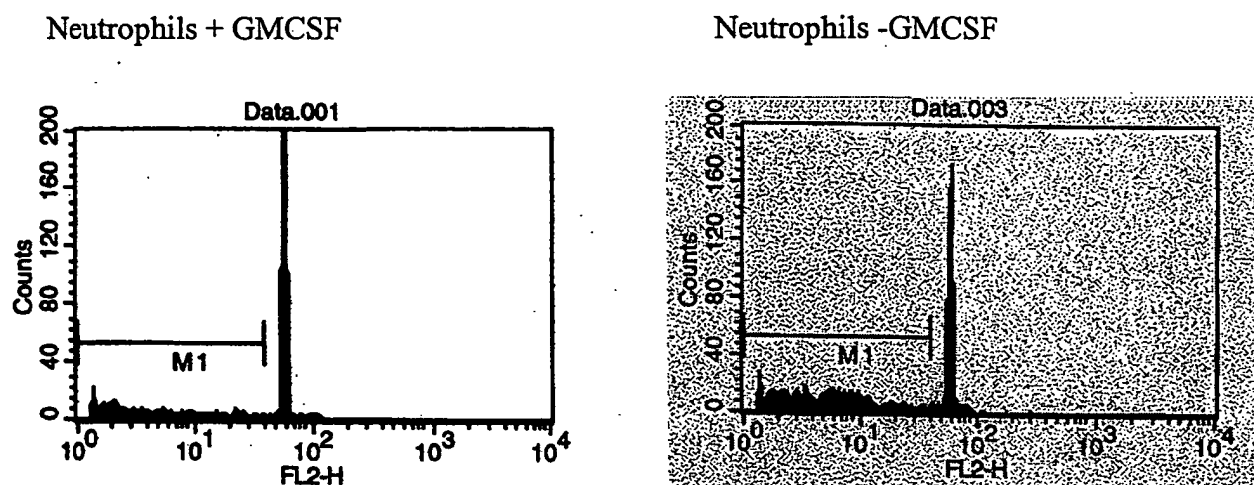 Neutrophils + GMCSF
Neutrophils -GMCSF
Data.001
200
160
120
80
40
0
Counts
M1
10^0 10^1 10^2 10^3 10^4
FL2-H
Data.003
200
160
80
40
0
Counts
M1
10^0 10^1 10^2 10^3 10^4
FL2-H